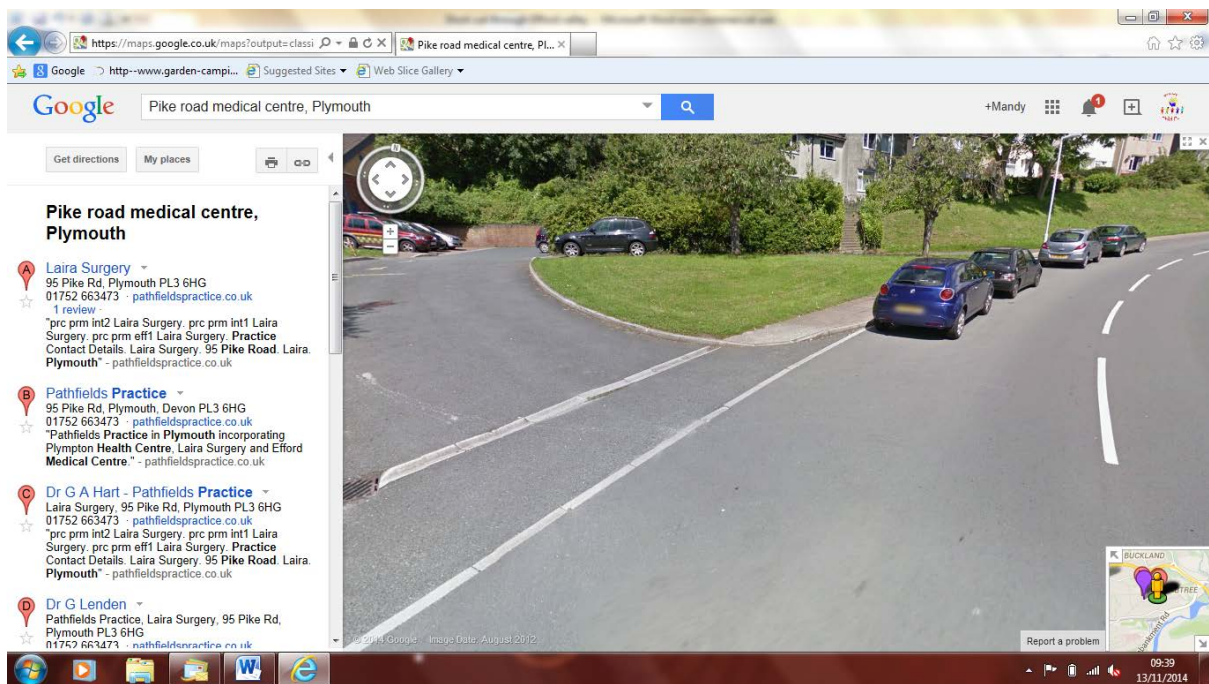 https://maps.google.co.uk/maps?output=classi
Pike road medical centre, Pl...
Google
http--www.garden-campi...
Suggested Sites
Web Slice Gallery
Google
Pike road medical centre, Plymouth
+Mandy
1
Get directions
My places
N
Pike road medical centre,
Plymouth
A
Laira Surgery
95 Pike Rd, Plymouth PL3 6HG
01752 663473 · pathfieldspractice.co.uk
1 review ·
"prc prm int2 Laira Surgery. prc prm int1 Laira
Surgery. prc prm eff1 Laira Surgery. Practice
Contact Details. Laira Surgery. 95 Pike Road. Laira.
Plymouth" - pathfieldspractice.co.uk
B
Pathfields Practice
95 Pike Rd, Plymouth, Devon PL3 6HG
01752 663473 · pathfieldspractice.co.uk
"Pathfields Practice in Plymouth incorporating
Plympton Health Centre, Laira Surgery and Efford
Medical Centre." - pathfieldspractice.co.uk
C
Dr G A Hart - Pathfields Practice
Laira Surgery, 95 Pike Rd, Plymouth PL3 6HG
01752 663473 · pathfieldspractice.co.uk
"prc prm int2 Laira Surgery. prc prm int1 Laira
Surgery. prc prm eff1 Laira Surgery. Practice
Contact Details. Laira Surgery. 95 Pike Road. Laira.
Plymouth" - pathfieldspractice.co.uk
D
Dr G Lenden
Pathfields Practice, Laira Surgery, 95 Pike Rd,
Plymouth PL3 6HG
01752 663473 · pathfieldspractice.co.uk
© 2014 Google
Image Date: August 2012
BUCKLAND
TREE
Report a problem
09:39
13/11/2014